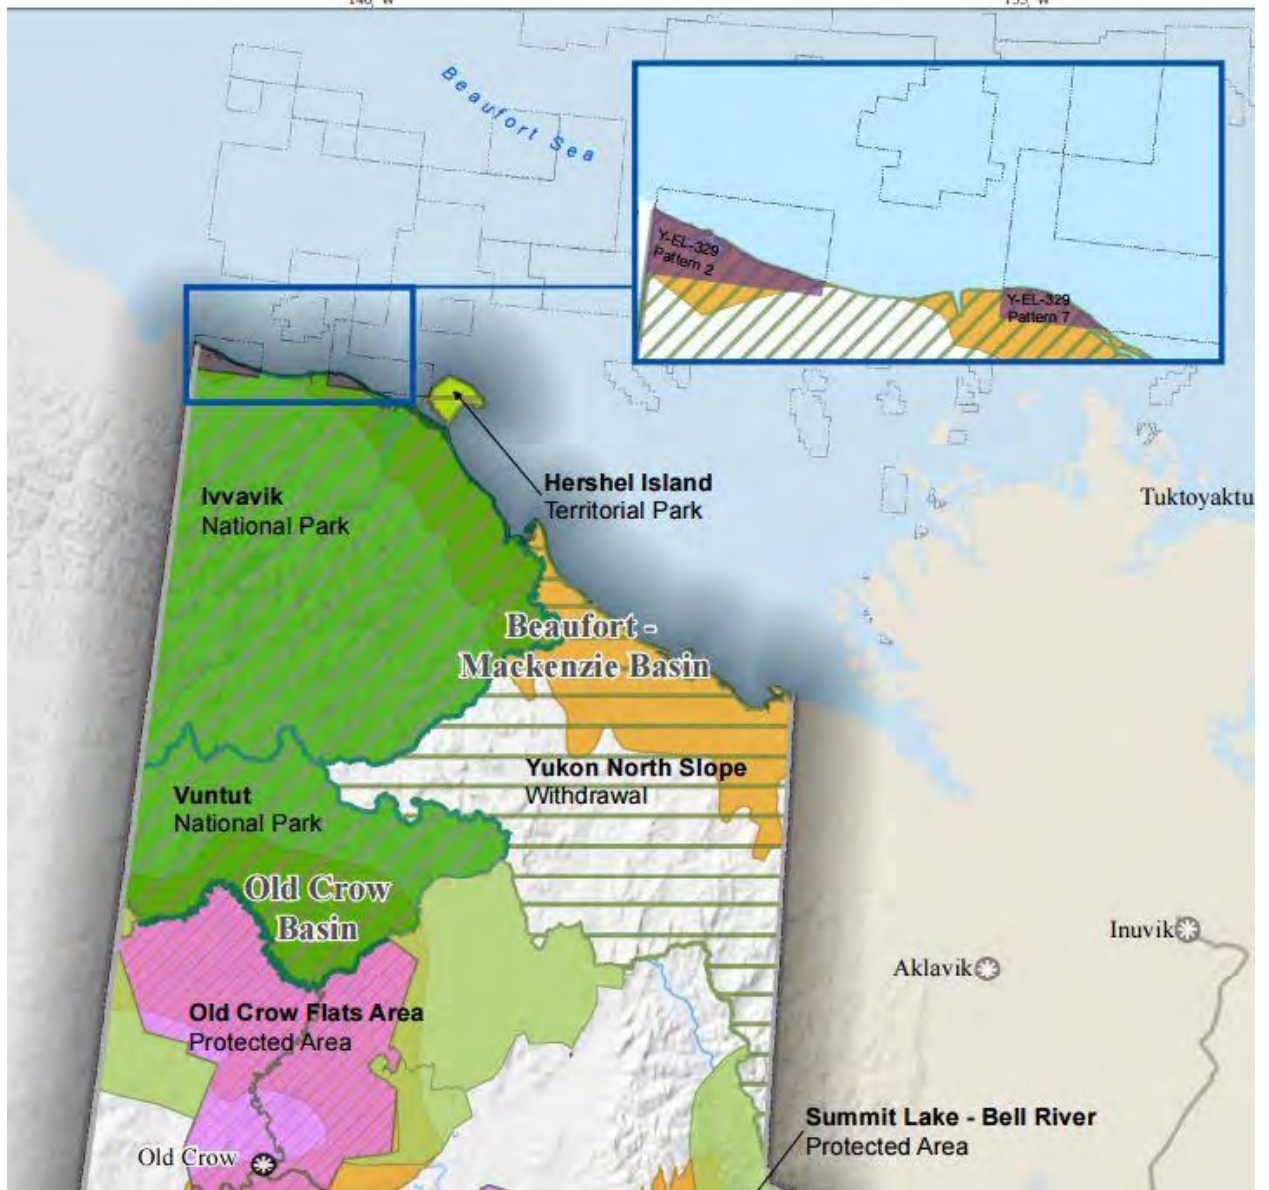 Beaufort Sea
Y-EL-329
Pattern 2
Y-EL-329
Pattern 7
Hershel Island
Territorial Park
Ivvavik
National Park
Tuktoyaktu
Beaufort -
Mackenzie Basin
Yukon North Slope
Withdrawal
Vuntut
National Park
Old Crow
Basin
Inuvik
Aklavik
Old Crow Flats Area
Protected Area
Summit Lake - Bell River
Protected Area
Old Crow